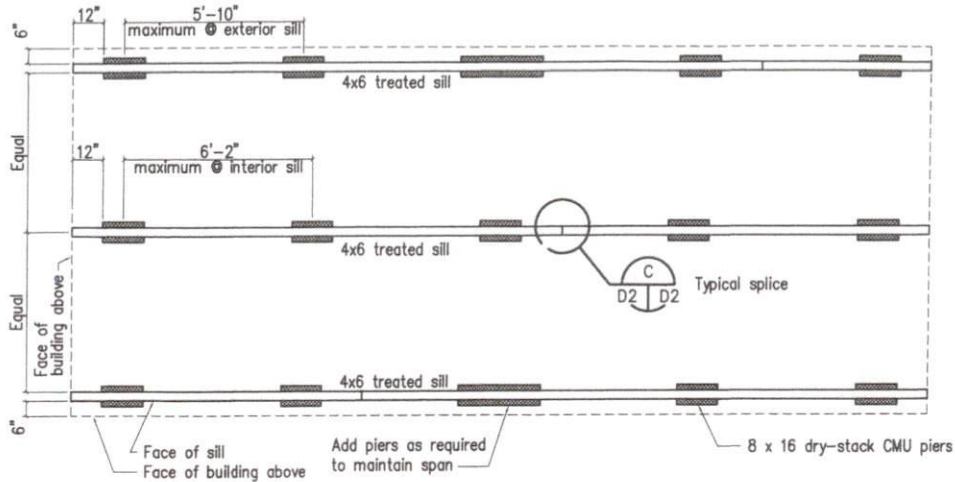 12"
5'-10"
maximum @ exterior sill
6"
4x6 treated sill
Equal
12"
6'-2"
maximum @ interior sill
4x6 treated sill
C
D2 D2
Typical splice
Equal
Face of
building above
4x6 treated sill
6"
Face of sill
Face of building above
Add piers as required
to maintain span
8 x 16 dry-stack CMU piers